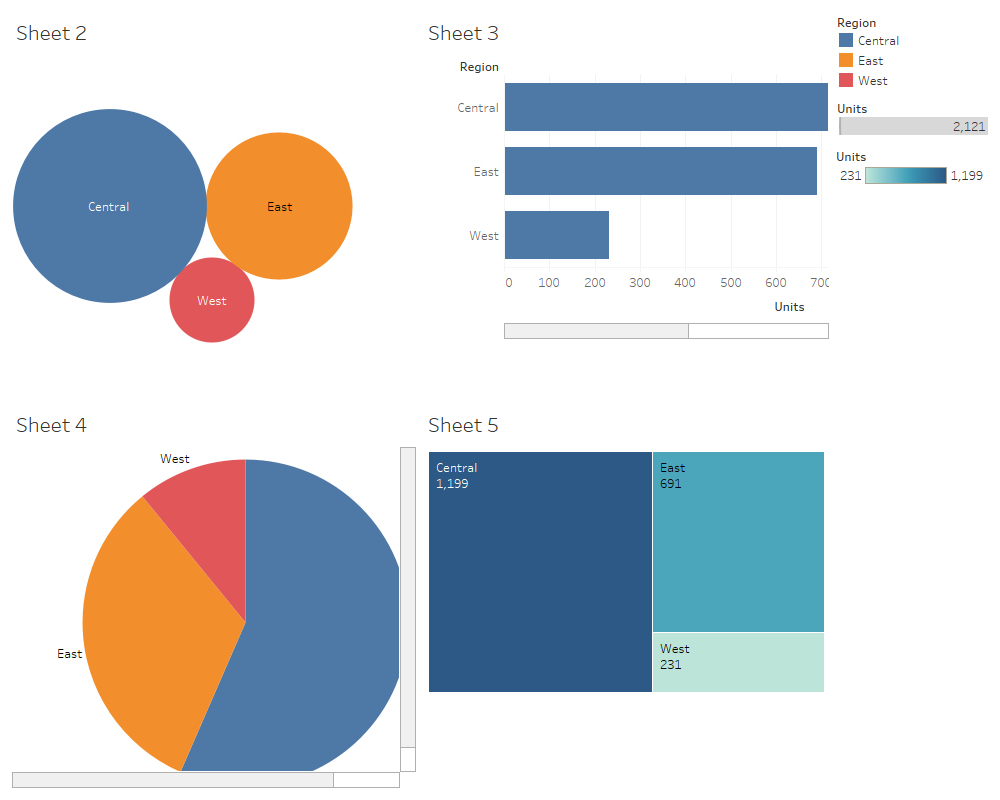 Sheet 2
Central
East
West
Sheet 3
Region
Central
East
West
0 100 200 300 400 500 600 700
Units
Region
Central
East
West
Units
2,121
Units
231 1,199
Sheet 4
West
East
Sheet 5
Central
1,199
East
691
West
231